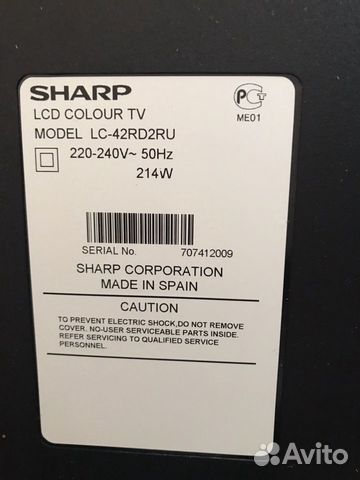 SHARP
LCD COLOUR TV
MODEL LC-42RD2RU
220-240V~ 50Hz
214W
PCT
ME01
SERIAL No. 707412009
SHARP CORPORATION
MADE IN SPAIN
CAUTION
TO PREVENT ELECTRIC SHOCK,DO NOT REMOVE
COVER. NO-USER SERVICEABLE PARTS INSIDE.
REFER SERVICING TO QUALIFIED SERVICE
PERSONNEL.
Avito